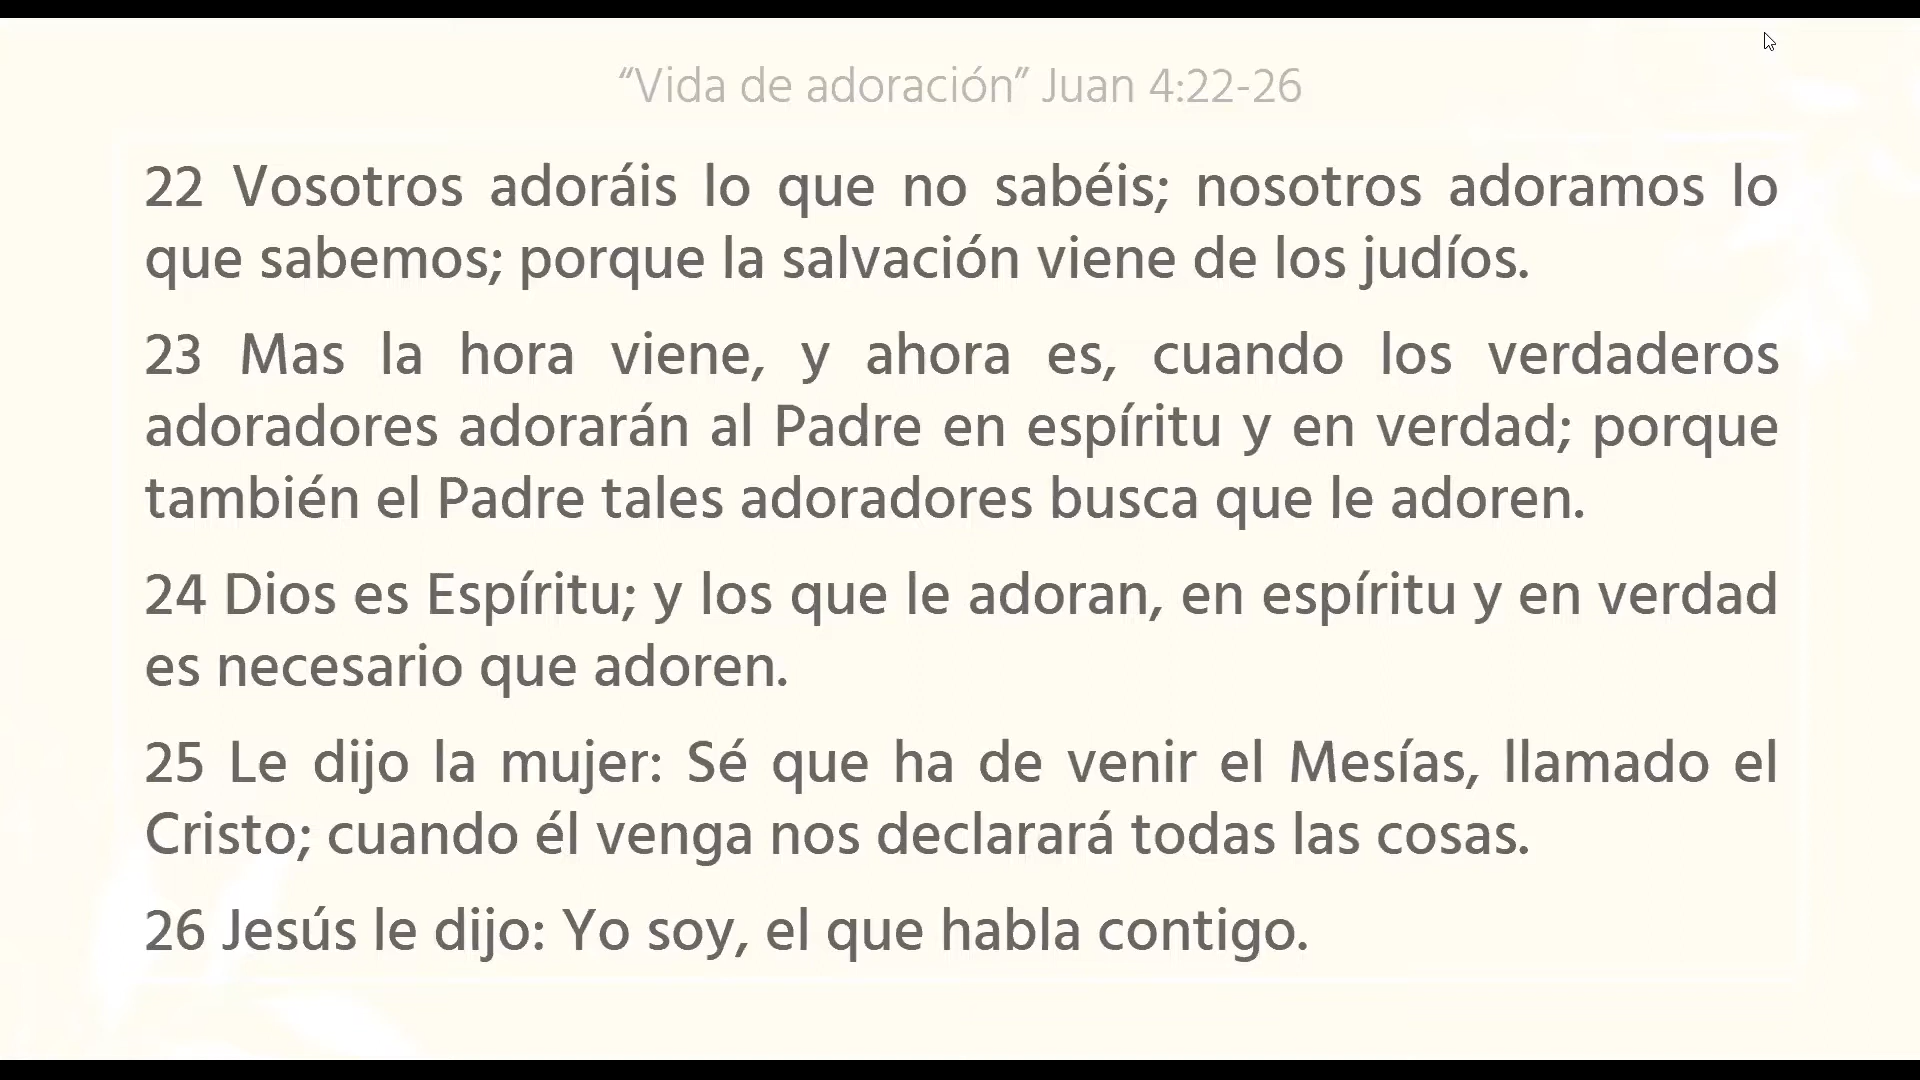 “Vida de adoración” Juan 4:22-26
22 Vosotros adoráis lo que no sabéis; nosotros adoramos lo
que sabemos; porque la salvación viene de los judíos.
23 Mas la hora viene, y ahora es, cuando los verdaderos
adoradores adorarán al Padre en espíritu y en verdad; porque
también el Padre tales adoradores busca que le adoren.
24 Dios es Espíritu; y los que le adoran, en espíritu y en verdad
es necesario que adoren.
25 Le dijo la mujer: Sé que ha de venir el Mesías, llamado el
Cristo; cuando él venga nos declarará todas las cosas.
26 Jesús le dijo: Yo soy, el que habla contigo.